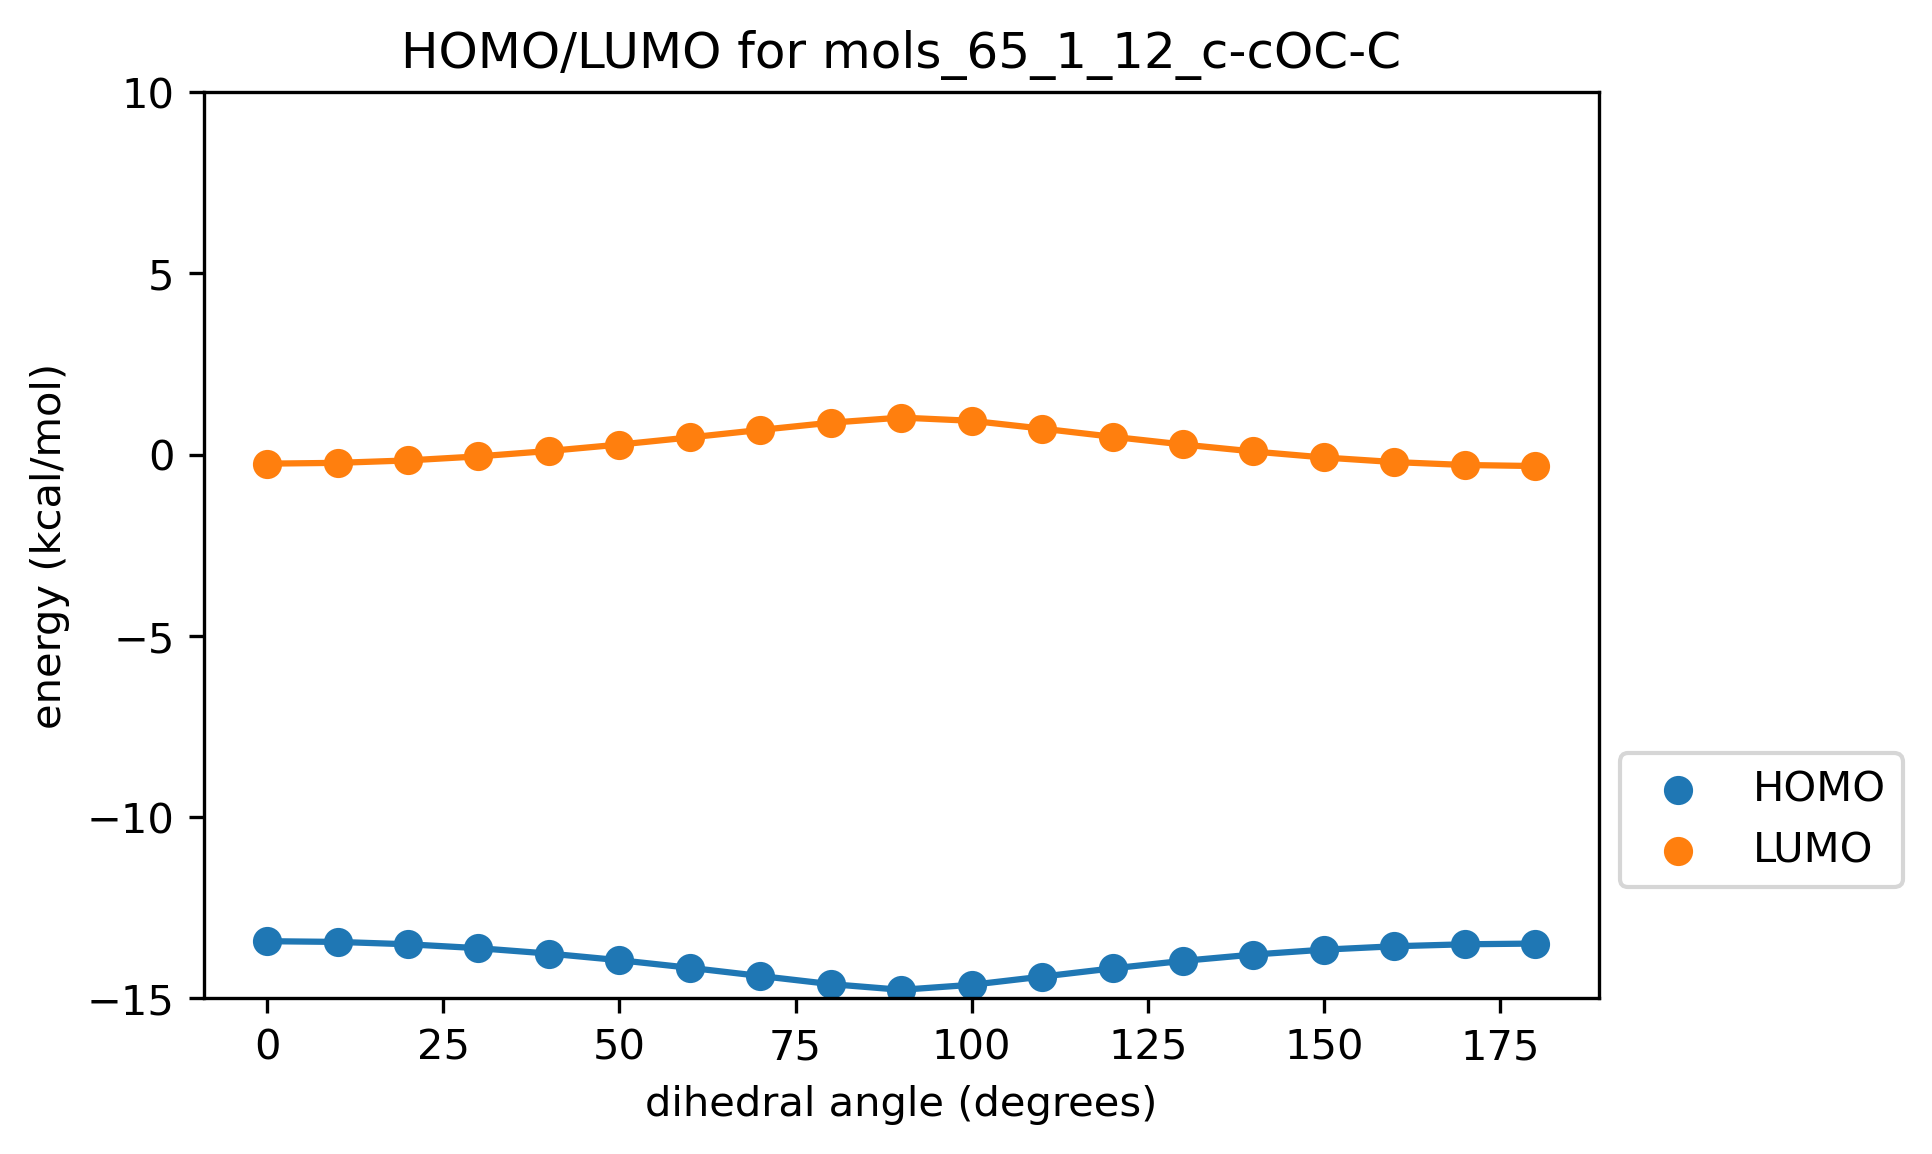 HOMO/LUMO for mols_65_1_12_c-cOC-C
10
5
0
−5
−10
−15
energy (kcal/mol)
0 25 50 75 100 125 150 175
dihedral angle (degrees)
HOMO
LUMO